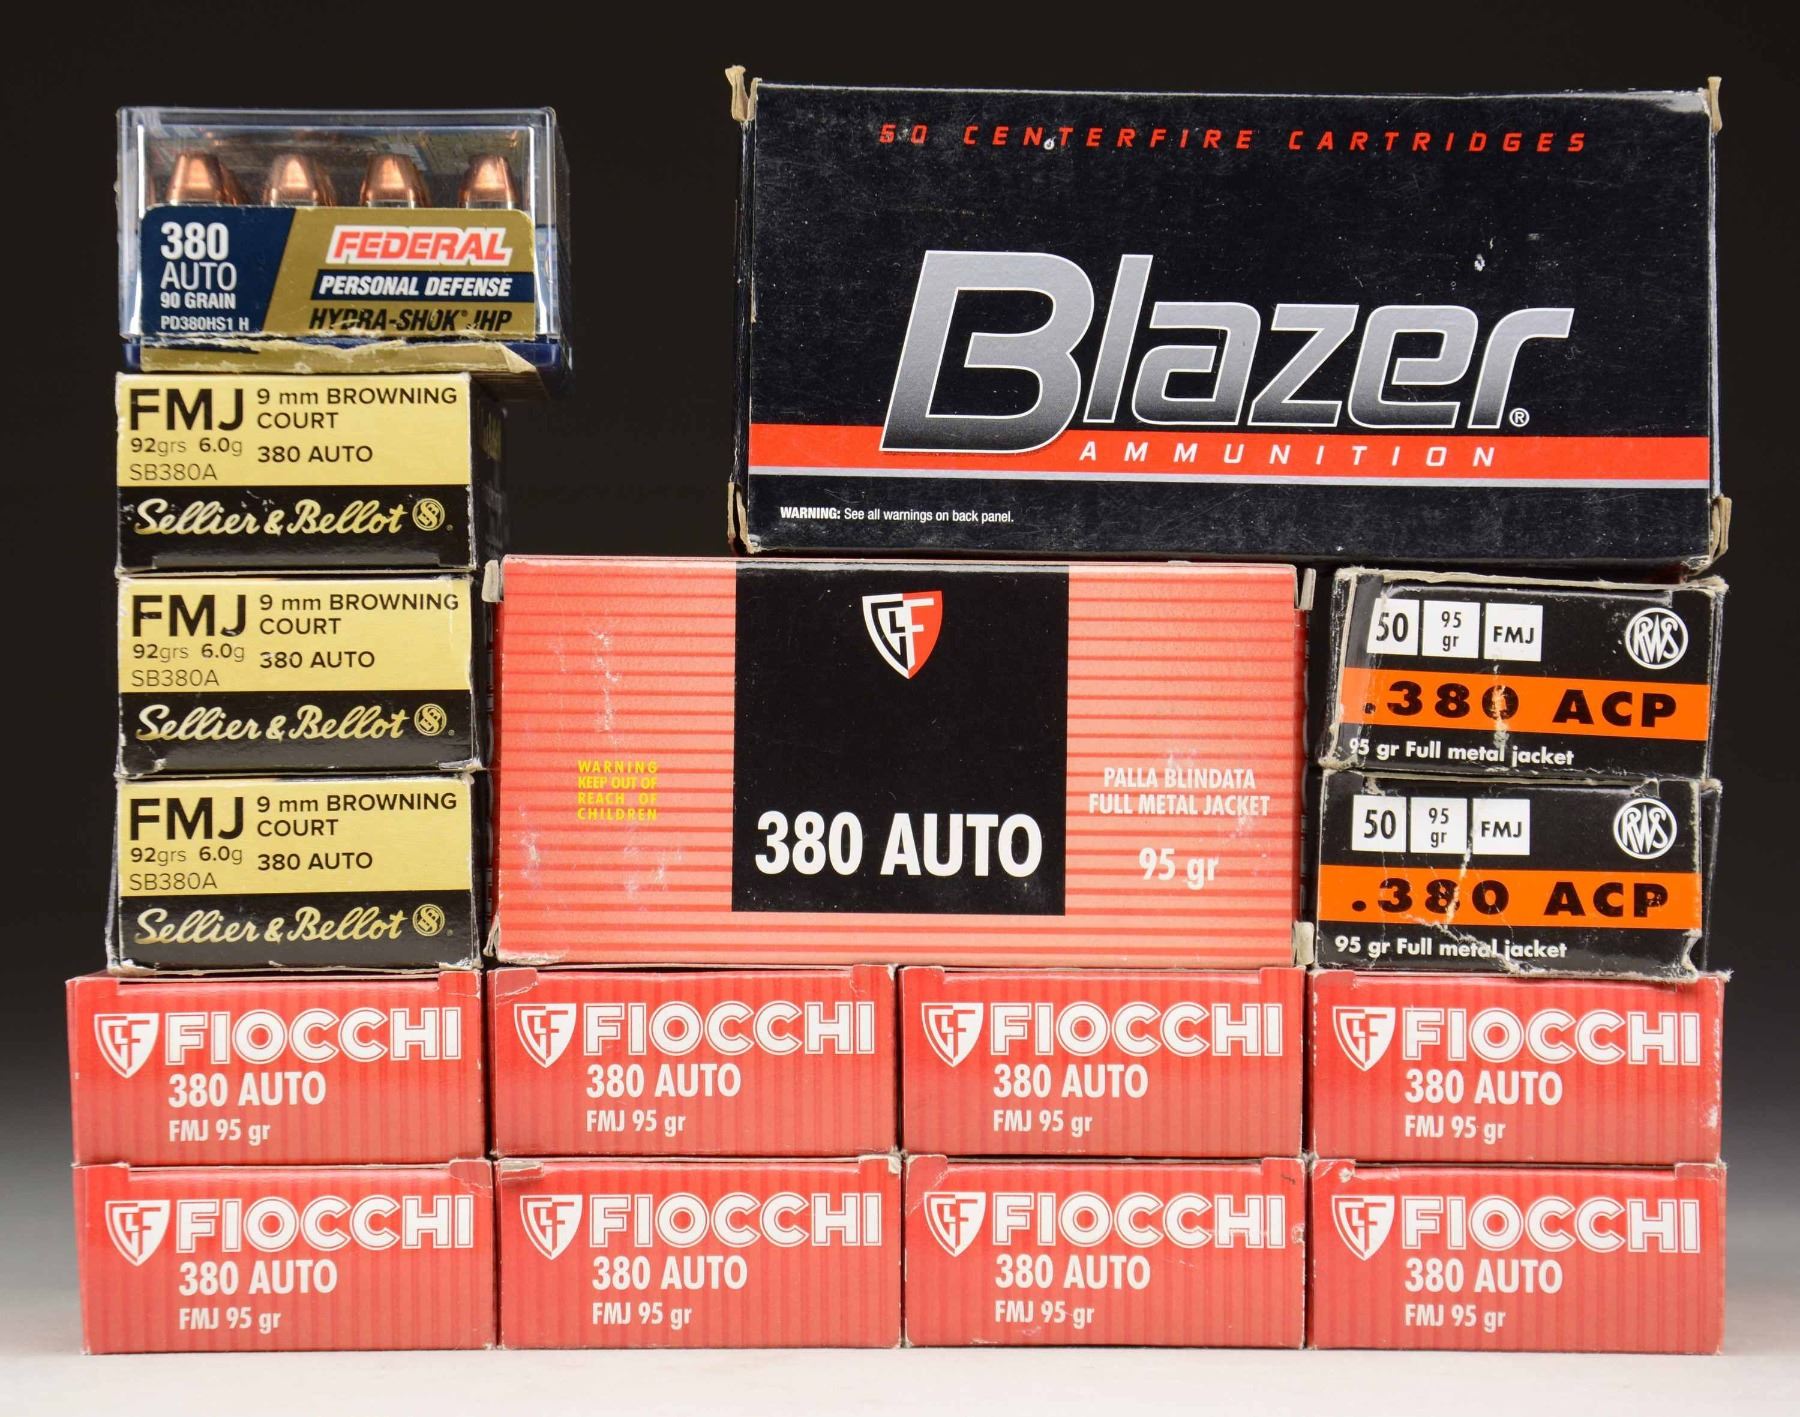 380
AUTO
90 GRAIN
PD380HS1 H
FEDERAL
PERSONAL DEFENSE
HYDRA-SHOK® JHP
50 CENTERFIRE CARTRIDGES
Blazer®
AMMUNITION
WARNING: See all warnings on back panel.
FMJ 9 mm BROWNING
COURT
92grs 6.0g 380 AUTO
SB380A
Sellier & Bellot
FMJ 9 mm BROWNING
COURT
92grs 6.0g 380 AUTO
SB380A
Sellier & Bellot
FMJ 9 mm BROWNING
COURT
92grs 6.0g 380 AUTO
SB380A
Sellier & Bellot
WARNING
KEEP OUT OF
REACH OF
CHILDREN
380 AUTO
PALLA BLINDATA
FULL METAL JACKET
95 gr
50 95 gr FMJ RWS
.380 ACP
95 gr Full metal jacket
50 95 gr FMJ RWS
.380 ACP
95 gr Full metal jacket
FIOCCHI
380 AUTO
FMJ 95 gr
FIOCCHI
380 AUTO
FMJ 95 gr
FIOCCHI
380 AUTO
FMJ 95 gr
FIOCCHI
380 AUTO
FMJ 95 gr
FIOCCHI
380 AUTO
FMJ 95 gr
FIOCCHI
380 AUTO
FMJ 95 gr
FIOCCHI
380 AUTO
FMJ 95 gr
FIOCCHI
380 AUTO
FMJ 95 gr